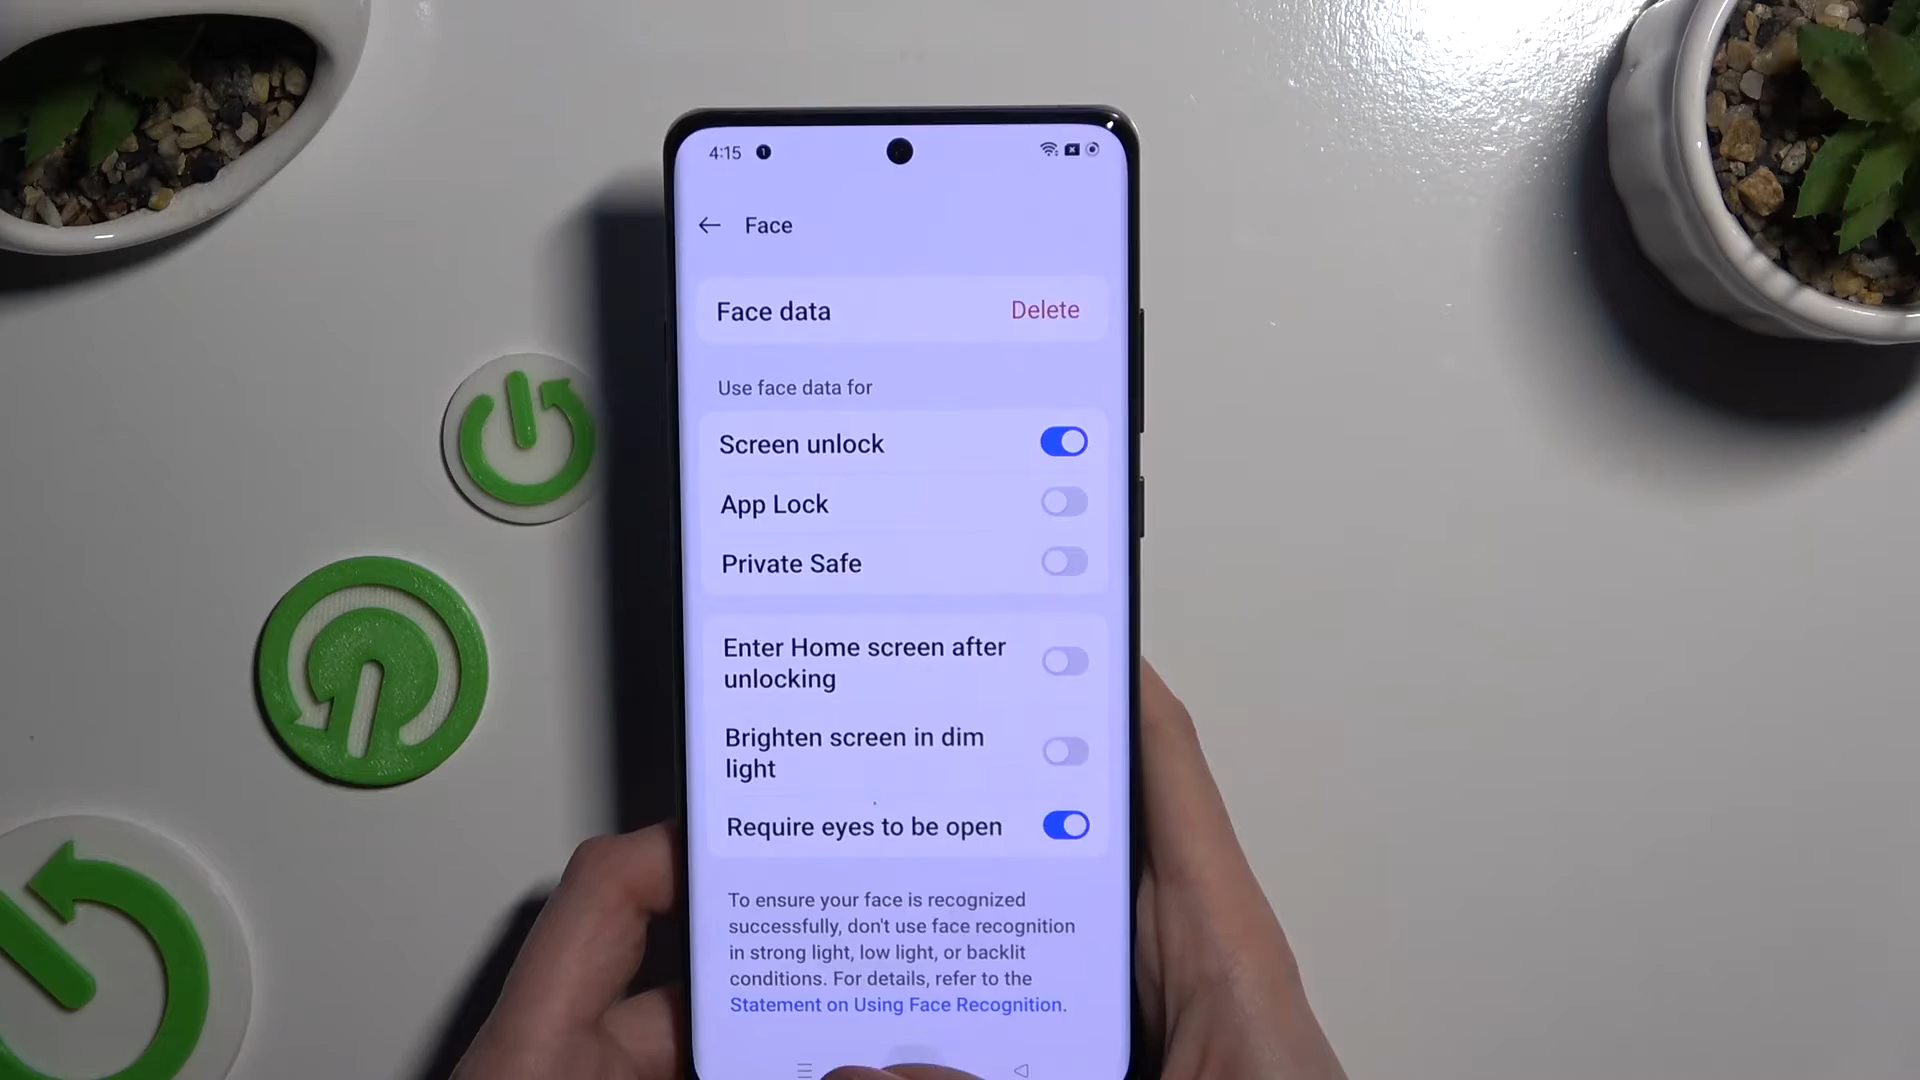 4:15
Face
Face data Delete
Use face data for
Screen unlock
App Lock
Private Safe
Enter Home screen after
unlocking
Brighten screen in dim
light
Require eyes to be open
To ensure your face is recognized
successfully, don't use face recognition
in strong light, low light, or backlit
conditions. For details, refer to the
Statement on Using Face Recognition.